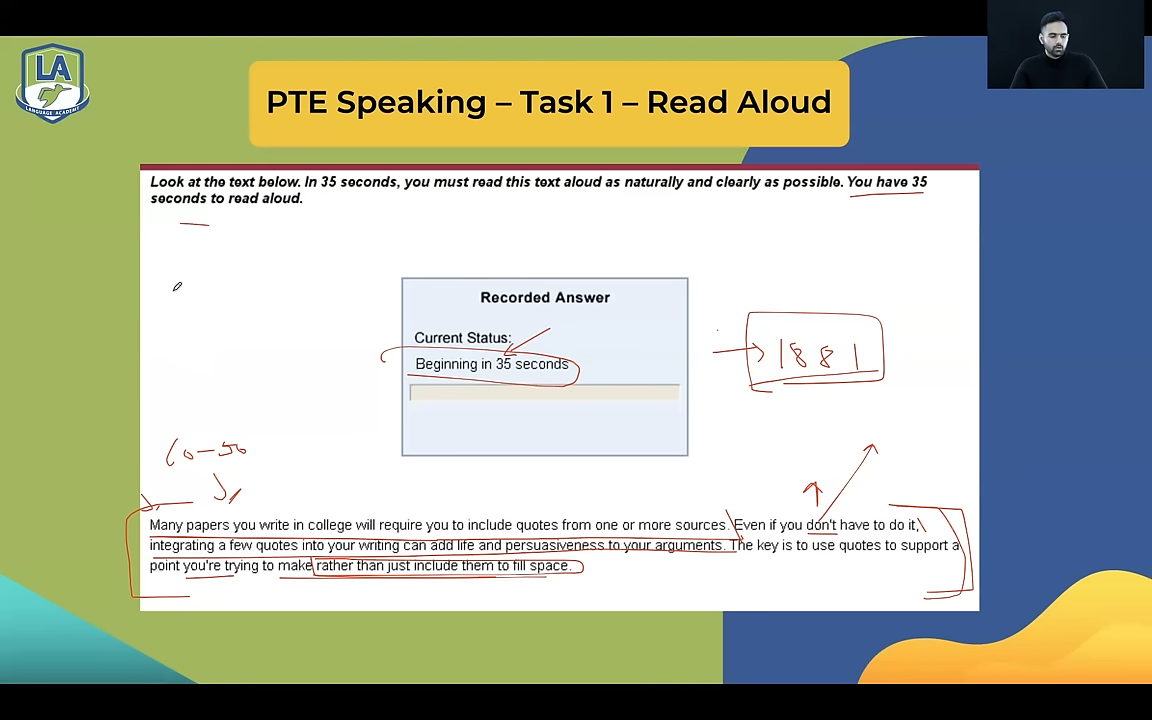 LA
LANGUAGE ACADEMY
PTE Speaking – Task 1 – Read Aloud
Look at the text below. In 35 seconds, you must read this text aloud as naturally and clearly as possible. You have 35
seconds to read aloud.
Recorded Answer
Current Status:
Beginning in 35 seconds
1881
Many papers you write in college will require you to include quotes from one or more sources. Even if you don't have to do it,
integrating a few quotes into your writing can add life and persuasiveness to your arguments. The key is to use quotes to support a
point you're trying to make rather than just include them to fill space.